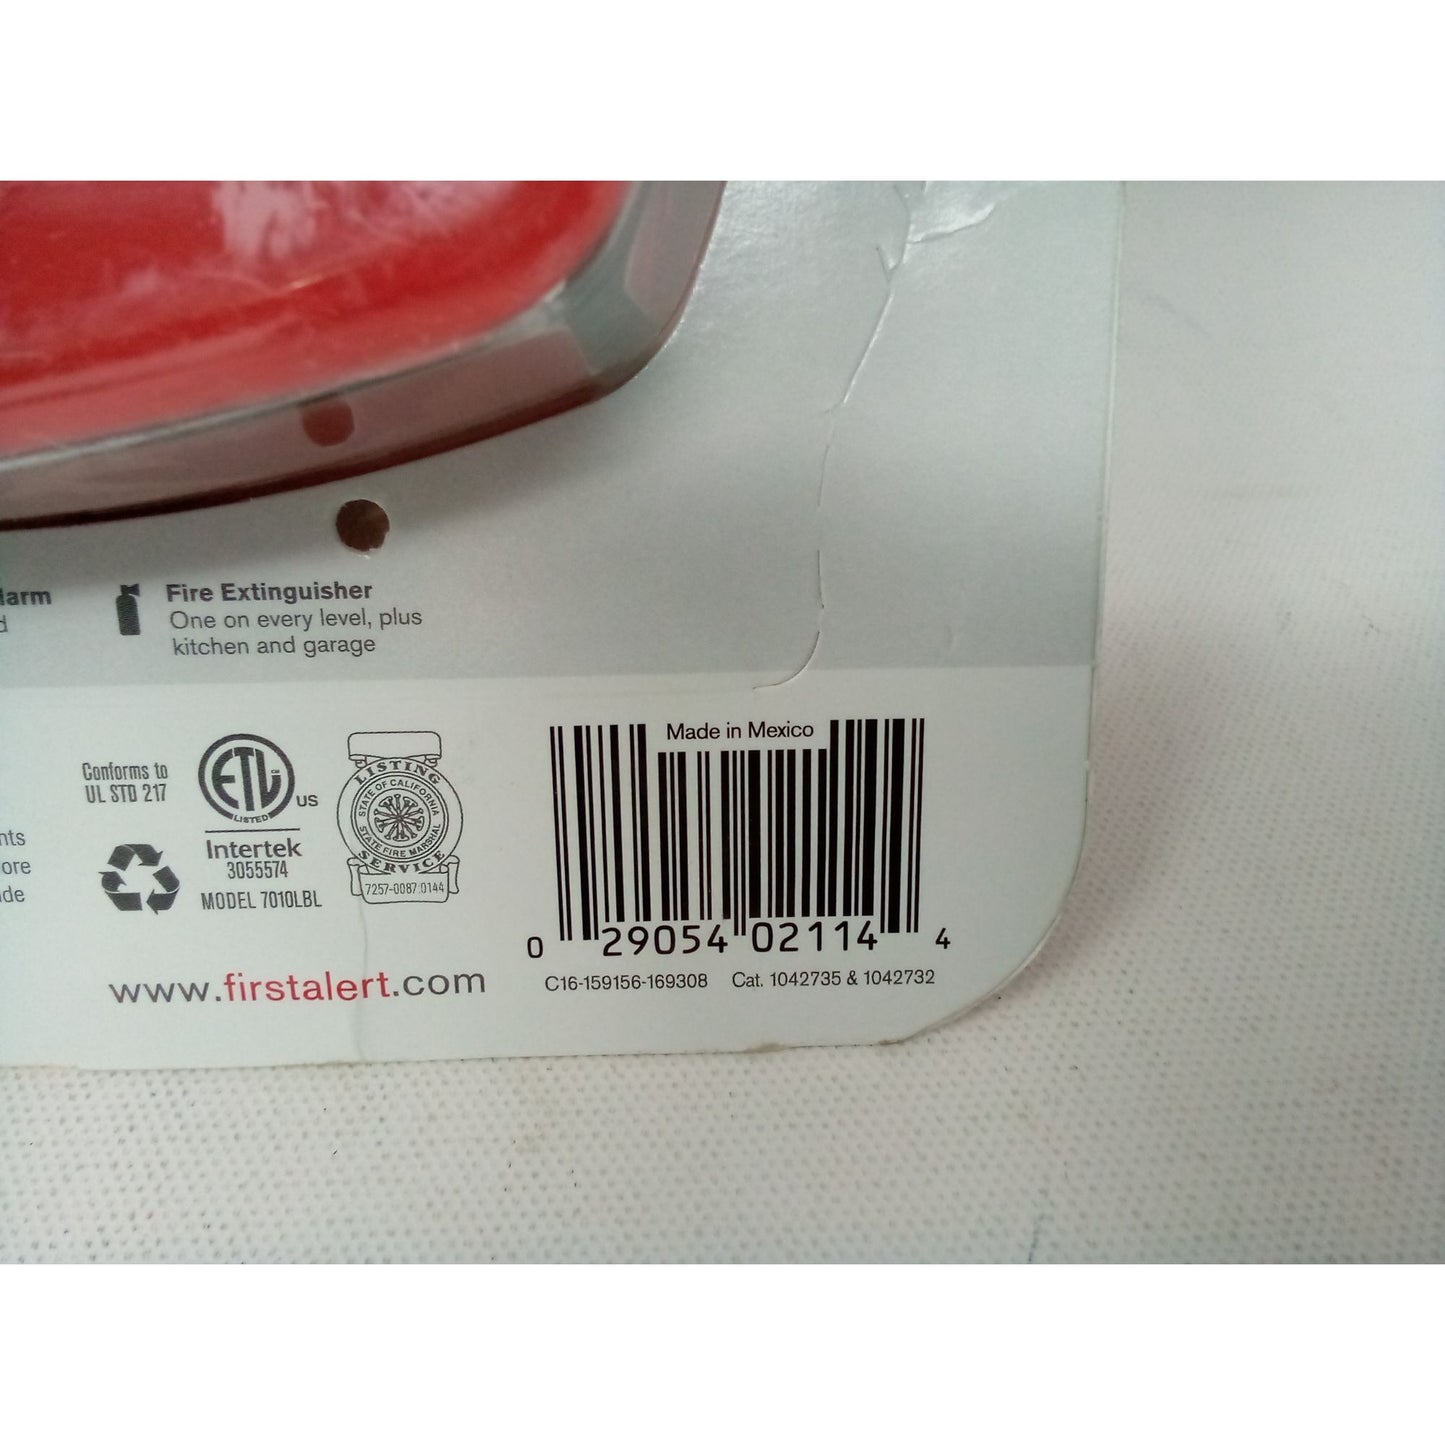 Fire Extinguisher
One on every level, plus
kitchen and garage
Conforms to
UL STD 217
ETL
CM
LISTED
US
Intertek
3055574
MODEL 7010LBL
LISTING
STATE OF CALIFORNIA
STATE FIRE MARSHAL
SERVICE
7257-0087:0144
Made in Mexico
0 29054 02114 4
www.firstalert.com
C16-159156-169308 Cat. 1042735 & 1042732